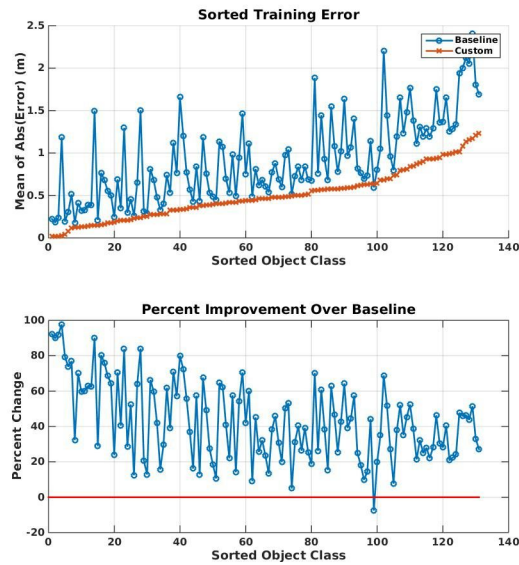 Sorted Training Error
Mean of Abs(Error) (m)
2.5
2
1.5
1
0.5
0
Baseline
Custom
0 20 40 60 80 100 120 140
Sorted Object Class
Percent Improvement Over Baseline
Percent Change
100
80
60
40
20
0
-20
0 20 40 60 80 100 120 140
Sorted Object Class